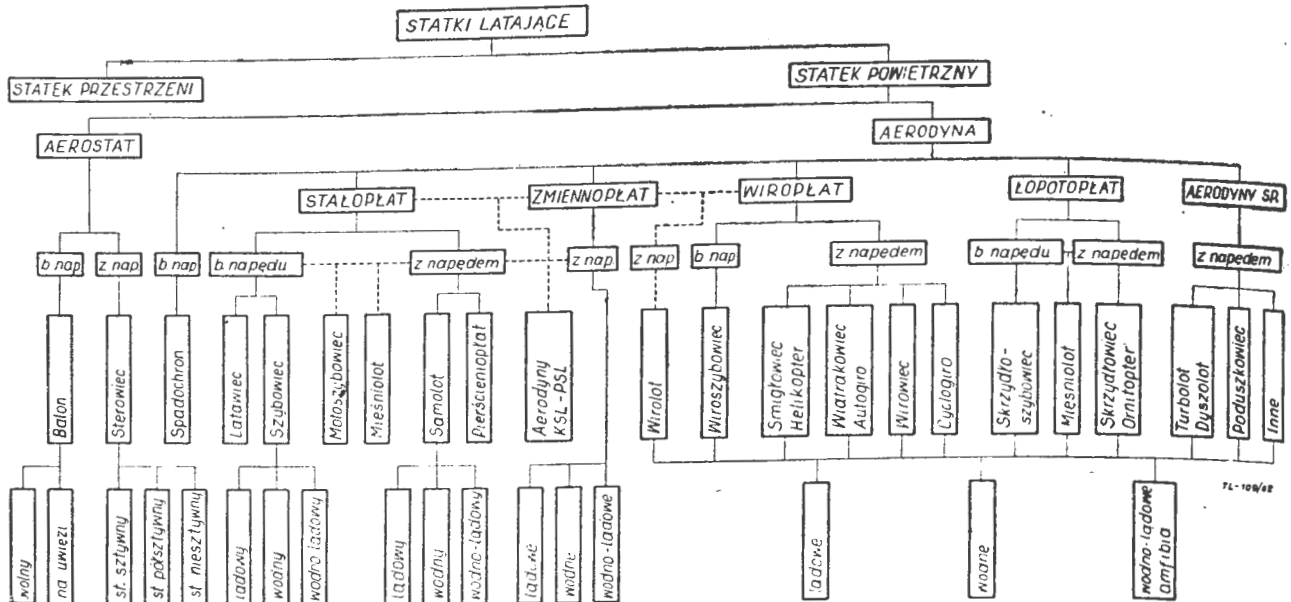 STATKI LATAJĄCE
STATEK PRZESTRZENI
STATEK POWIETRZNY
AEROSTAT
AERODYNA
STAŁOPŁAT
ZMIENNOPŁAT
WIROPŁAT
ŁOPOTOPŁAT
AERODYNY SR
b nap
z nap
b nap
b napędu
z napędem
z nap
z nap
b nap
z napędem
b napędu
z napędem
z napędem
Balon
Sterowiec
Spadochron
Latawiec
Szybowiec
Motoszybowiec
Mięśniolot
Samolot
Pierścieniopłat
Aerodyny
KSL-PSL
Wirolot
Wiroszybowiec
Śmigłowiec
Helikopter
Wiatrakowiec
Autogiro
Wirowiec
Cyclogiro
Skrzydło-
szybowiec
Mięśniolot
Skrzydłowiec
Ornitopter
Turbolot
Dyszolot
Poduszkowiec
Inne
wolny
na uwięzi
st. sztywny
st półsztywny
st niesztywny
lądowy
wodny
wodno lądowy
lądowy
wodny
wodno-lądowy
lądowe
wodne
wodno-lądowe
lądowe
wodne
wodno-lądowe
amfibia
TL-109/62